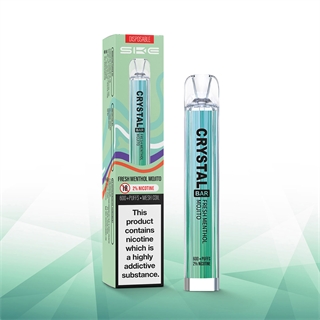 DISPOSABLE
SKE
CRYSTAL
BAR
FRESH MENTHOL MOJITO
18 2% NICOTINE
600+ PUFFS • MESH COIL
This product
contains
nicotine which
is a highly
addictive
substance.
CRYSTAL
BAR
FRESH MENTHOL
MOJITO
600+ PUFFS
2% NICOTINE